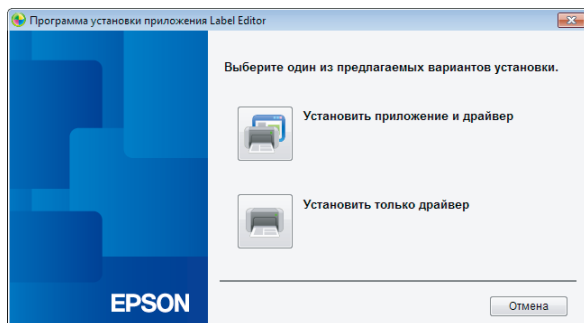 Программа установки приложения Label Editor
Выберите один из предлагаемых вариантов установки.
Установить приложение и драйвер
Установить только драйвер
EPSON
Отмена